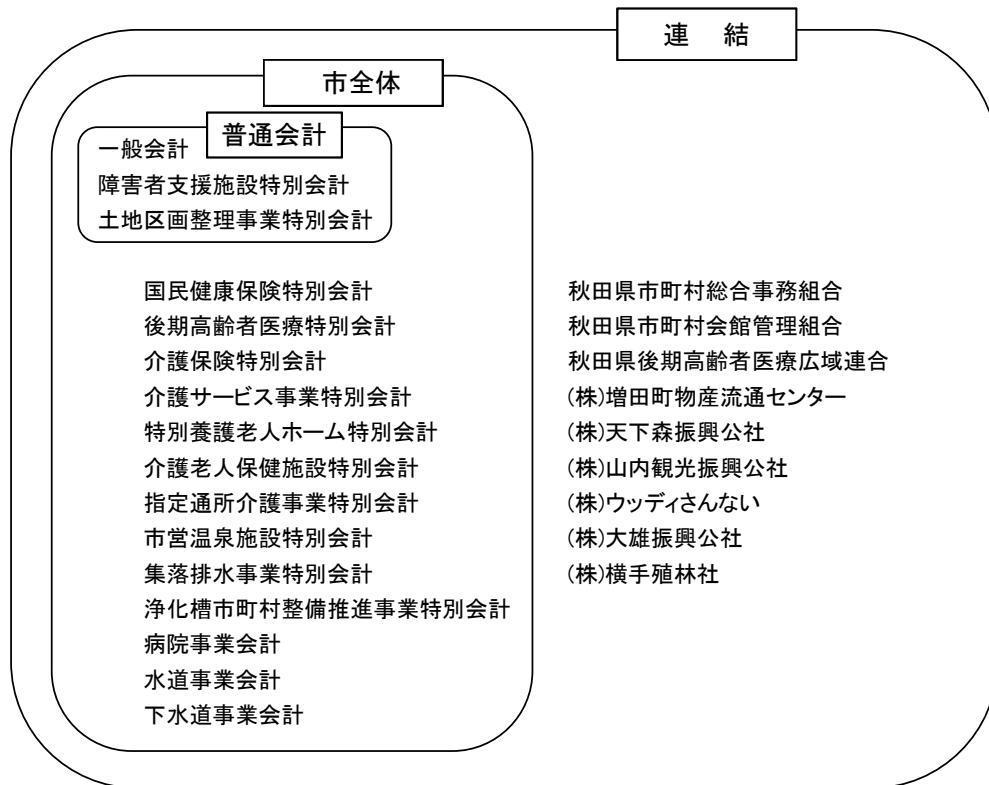 連 結
市全体
普通会計
一般会計
障害者支援施設特別会計
土地区画整理事業特別会計
国民健康保険特別会計
後期高齢者医療特別会計
介護保険特別会計
介護サービス事業特別会計
特別養護老人ホーム特別会計
介護老人保健施設特別会計
指定通所介護事業特別会計
市営温泉施設特別会計
集落排水事業特別会計
浄化槽市町村整備推進事業特別会計
病院事業会計
水道事業会計
下水道事業会計
秋田県市町村総合事務組合
秋田県市町村会館管理組合
秋田県後期高齢者医療広域連合
(株)増田町物産流通センター
(株)天下森振興公社
(株)山内観光振興公社
(株)ウッディさんない
(株)大雄振興公社
(株)横手殖林社